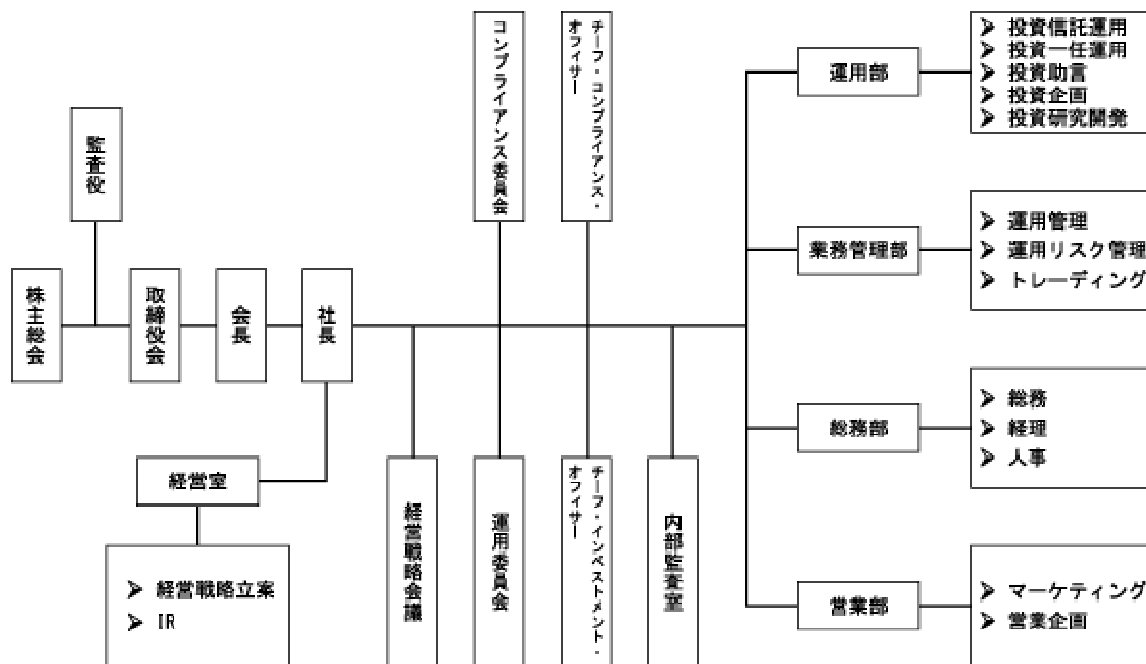 株主総会
監査役
取締役会
会長
社長
経営室
経営戦略立案
IR
コンプライアンス委員会
チーフ・コンプライアンス・
オフィサー
経営戦略会議
運用委員会
チーフ・インベストメント・
オフィサー
内部監査室
運用部
投資信託運用
投資一任運用
投資助言
投資企画
投資研究開発
業務管理部
運用管理
運用リスク管理
トレーディング
総務部
総務
経理
人事
営業部
マーケティング
営業企画